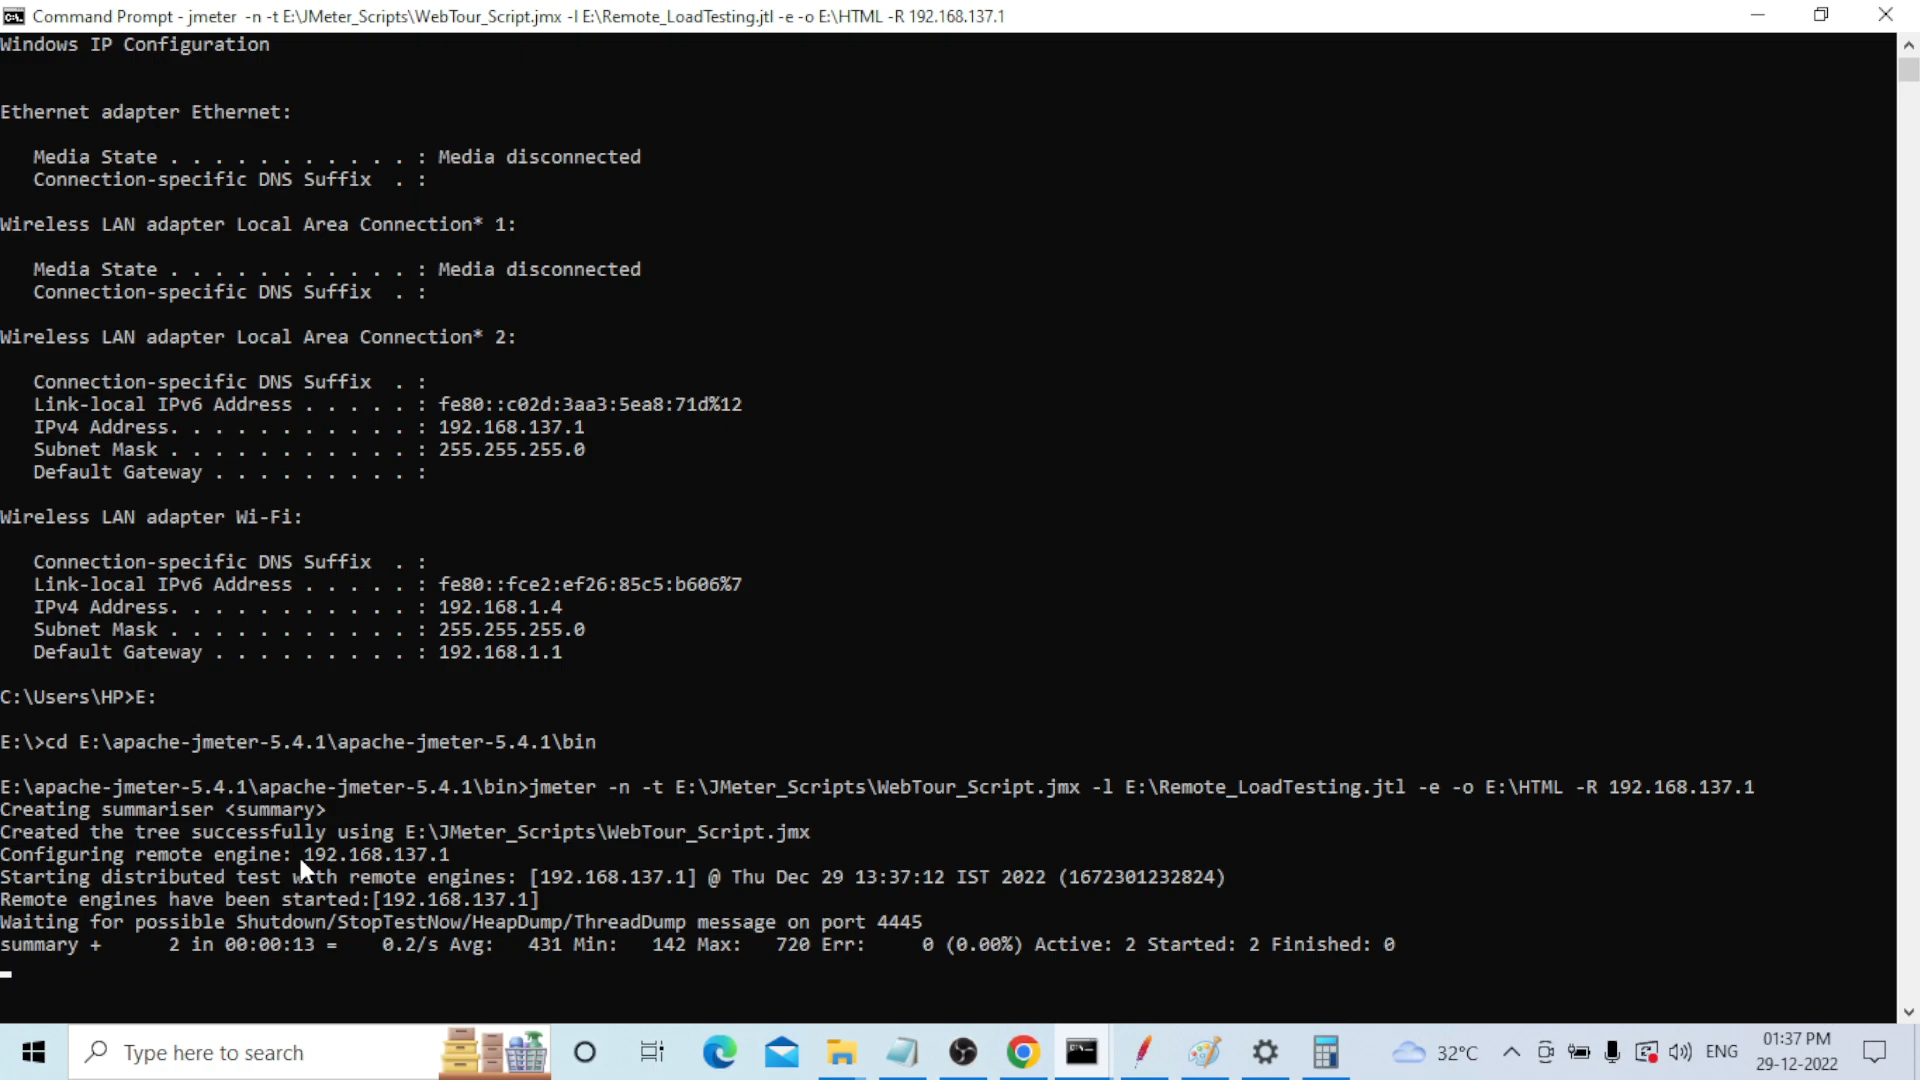 Command Prompt - jmeter -n -t E:\JMeter_Scripts\WebTour_Script.jmx -l E:\Remote_LoadTesting.jtl -e -o E:\HTML -R 192.168.137.1
Windows IP Configuration
Ethernet adapter Ethernet:
Media State . . . . . . . . . . . : Media disconnected
Connection-specific DNS Suffix  . :
Wireless LAN adapter Local Area Connection* 1:
Media State . . . . . . . . . . . : Media disconnected
Connection-specific DNS Suffix  . :
Wireless LAN adapter Local Area Connection* 2:
Connection-specific DNS Suffix  . :
Link-local IPv6 Address . . . . . : fe80::c02d:3aa3:5ea8:71d%12
IPv4 Address. . . . . . . . . . . : 192.168.137.1
Subnet Mask . . . . . . . . . . . : 255.255.255.0
Default Gateway . . . . . . . . . :
Wireless LAN adapter Wi-Fi:
Connection-specific DNS Suffix  . :
Link-local IPv6 Address . . . . . : fe80::fce2:ef26:85c5:b606%7
IPv4 Address. . . . . . . . . . . : 192.168.1.4
Subnet Mask . . . . . . . . . . . : 255.255.255.0
Default Gateway . . . . . . . . . : 192.168.1.1
C:\Users\HP>E:
E:\>cd E:\apache-jmeter-5.4.1\apache-jmeter-5.4.1\bin
E:\apache-jmeter-5.4.1\apache-jmeter-5.4.1\bin>jmeter -n -t E:\JMeter_Scripts\WebTour_Script.jmx -l E:\Remote_LoadTesting.jtl -e -o E:\HTML -R 192.168.137.1
Creating summariser <summary>
Created the tree successfully using E:\JMeter_Scripts\WebTour_Script.jmx
Configuring remote engine: 192.168.137.1
Starting distributed test with remote engines: [192.168.137.1] @ Thu Dec 29 13:37:12 IST 2022 (1672301232824)
Remote engines have been started:[192.168.137.1]
Waiting for possible Shutdown/StopTestNow/HeapDump/ThreadDump message on port 4445
summary +      2 in 00:00:13 =    0.2/s Avg:   431 Min:   142 Max:   720 Err:     0 (0.00%) Active: 2 Started: 2 Finished: 0
Type here to search
32°C
ENG
01:37 PM
29-12-2022